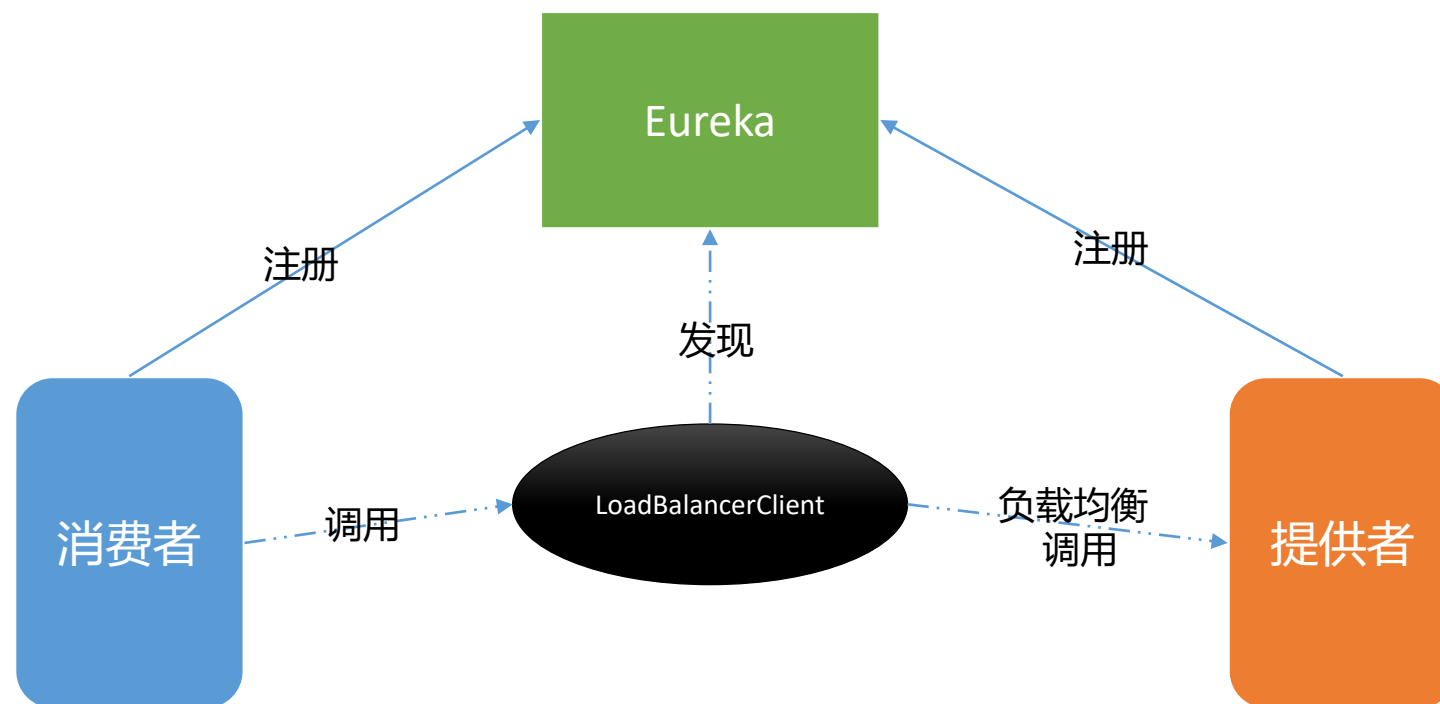 Eureka
注册
注册
发现
消费者
调用
LoadBalancerClient
负载均衡
调用
提供者